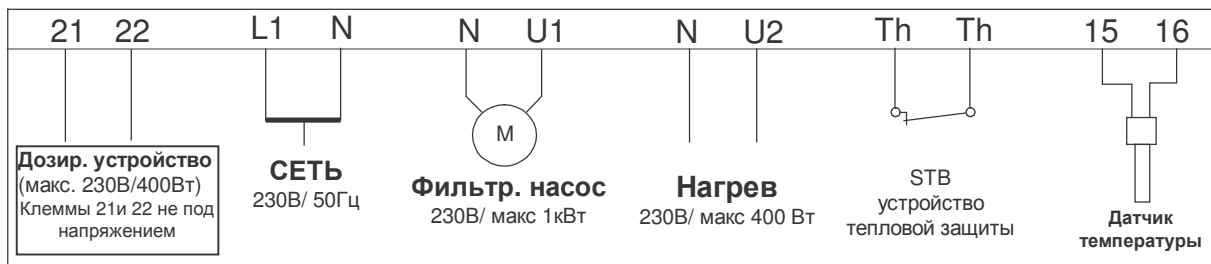 21 22 L1 N N U1 N U2 Th Th 15 16
M
Дозир. устройство
(макс. 230В/400Вт)
Клеммы 21и 22 не под
напряжением
СЕТЬ
230В/ 50Гц
Фильтр. насос
230В/ макс 1кВт
Нагрев
230В/ макс 400 Вт
STB
устройство
тепловой защиты
Датчик
температуры